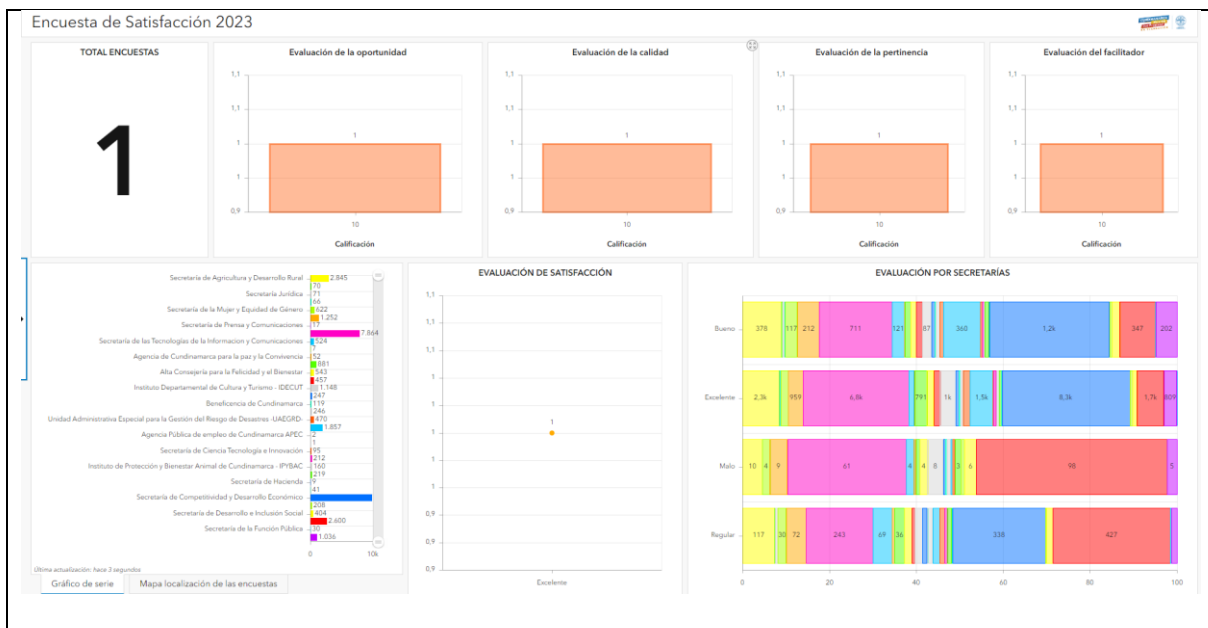 Encuesta de Satisfacción 2023
TOTAL ENCUESTAS
1
Evaluación de la oportunidad
1,1
1,1
1
1
0,9
1
10
Calificación
Evaluación de la calidad
1,1
1,1
1
1
0,9
1
10
Calificación
Evaluación de la pertinencia
1,1
1,1
1
1
0,9
1
10
Calificación
Evaluación del facilitador
1,1
1,1
1
1
0,9
1
10
Calificación
Secretaría de Agricultura y Desarrollo Rural 2.845
70
Secretaría Jurídica 71
66
Secretaría de la Mujer y Equidad de Género 622
1.252
Secretaría de Prensa y Comunicaciones 17
7.864
Secretaría de las Tecnologías de la Informacion y Comunicaciones 524
7
Agencia de Cundinamarca para la paz y la Convivencia 52
881
Alta Consejería para la Felicidad y el Bienestar 543
457
Instituto Departamental de Cultura y Turismo - IDECUT 1.148
247
Beneficencia de Cundinamarca 119
246
Unidad Administrativa Especial para la Gestión del Riesgo de Desastres -UAEGRD- 470
1.857
Agencia Pública de empleo de Cundinamarca APEC 2
1
Secretaría de Ciencia Tecnología e Innovación 95
212
Instituto de Protección y Bienestar Animal de Cundinamarca - IPYBAC 160
219
Secretaría de Hacienda 9
41
Secretaría de Competitividad y Desarrollo Económico
208
Secretaría de Desarrollo e Inclusión Social 404
2.600
Secretaría de la Función Pública 30
1.036
0 10k
Última actualización: hace 3 segundos
Gráfico de serie Mapa localización de las encuestas
EVALUACIÓN DE SATISFACCIÓN
1,1
1,1
1,1
1
1
1
1
1
0,9
0,9
0,9
1
Excelente
EVALUACIÓN POR SECRETARÍAS
Bueno 378 117 212 711 121 87 360 1,2k 347 202
Excelente 2,3k 959 6,8k 791 1k 1,5k 8,3k 1,7k 809
Malo 10 4 9 61 4 4 8 3 6 98 5
Regular 117 30 72 243 69 36 338 427
0 20 40 60 80 100